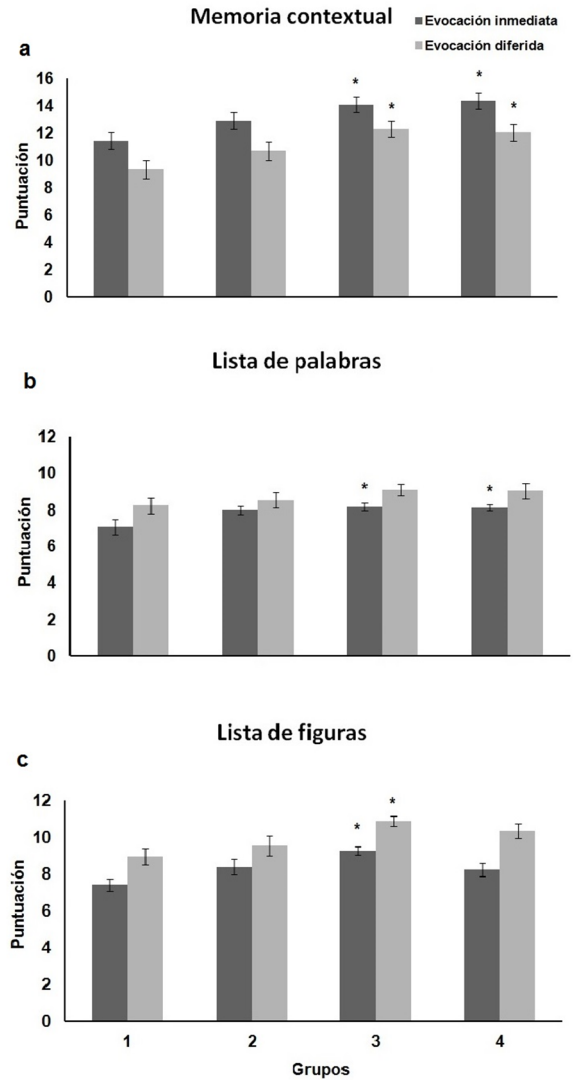 Memoria contextual
Evocación inmediata
Evocación diferida
a
16
14
12
10
8
6
4
2
0
Puntuación
* * * *
Lista de palabras
b
12
10
8
6
4
2
0
Puntuación
* *
Lista de figuras
c
12
10
8
6
4
2
0
Puntuación
* *
1 2 3 4
Grupos